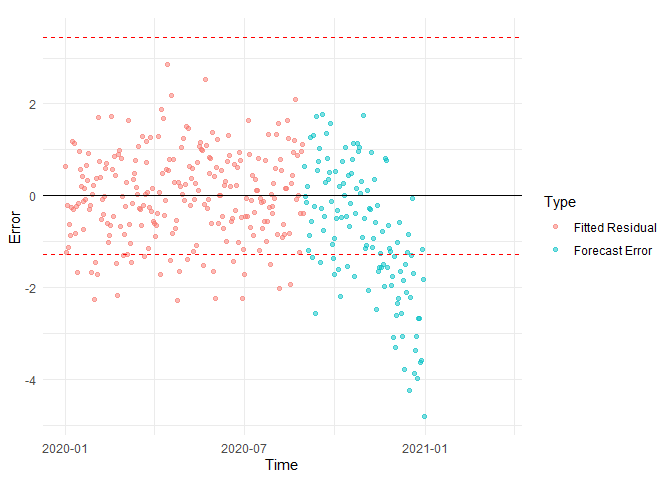 2
0
-2
-4
Error
2020-01
2020-07
2021-01
Time
Type
Fitted Residual
Forecast Error